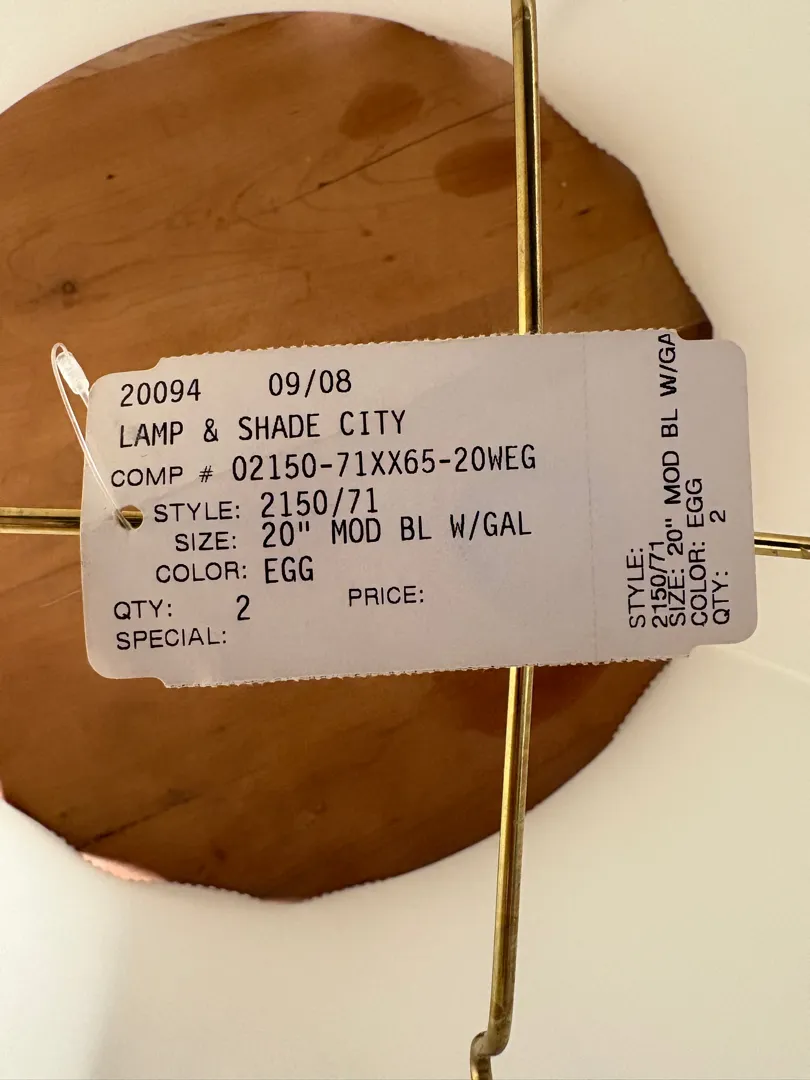 20094 09/08
LAMP & SHADE CITY
COMP # 02150-71XX65-20WEG
STYLE: 2150/71
SIZE: 20" MOD BL W/GAL
COLOR: EGG
QTY: 2 PRICE:
SPECIAL:
STYLE:
2150/71
SIZE: 20" MOD BL W/GA
COLOR: EGG
QTY: 2